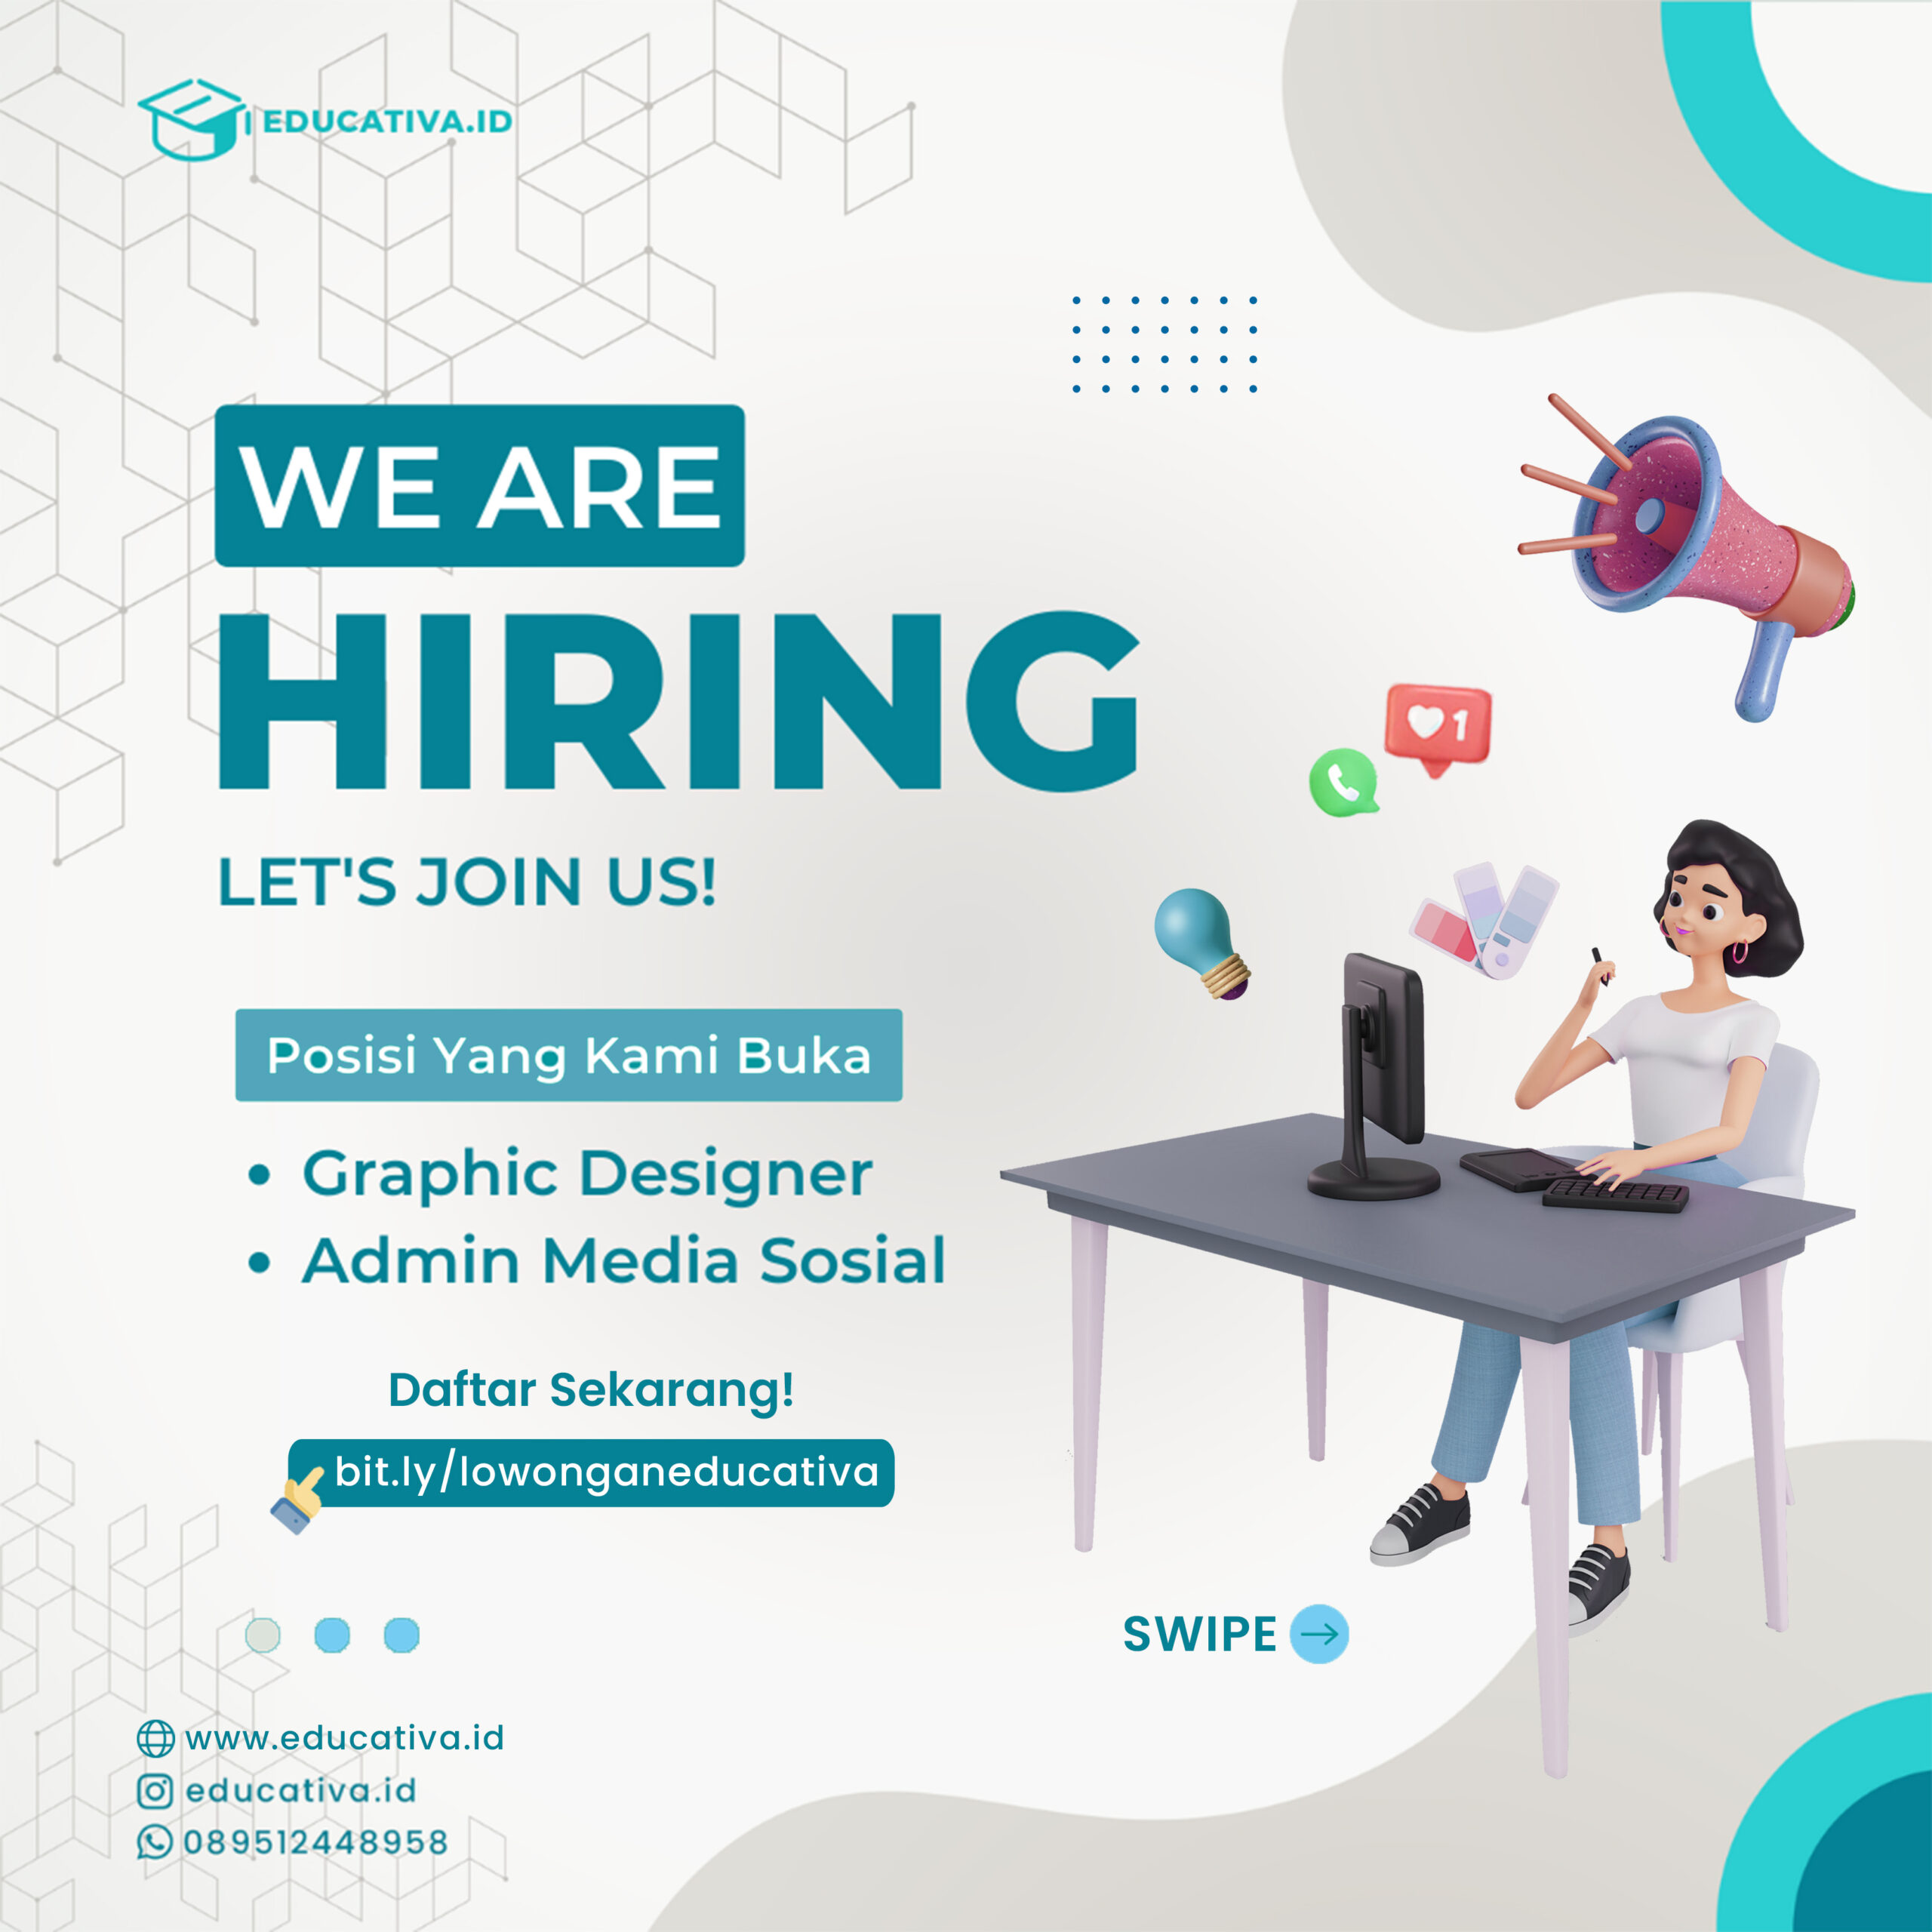 EDUCATIVA.ID
WE ARE
HIRING
LET'S JOIN US!
Posisi Yang Kami Buka
• Graphic Designer
• Admin Media Sosial
Daftar Sekarang!
bit.ly/lowonganeducativa
1
SWIPE
www.educativa.id
educativa.id
089512448958